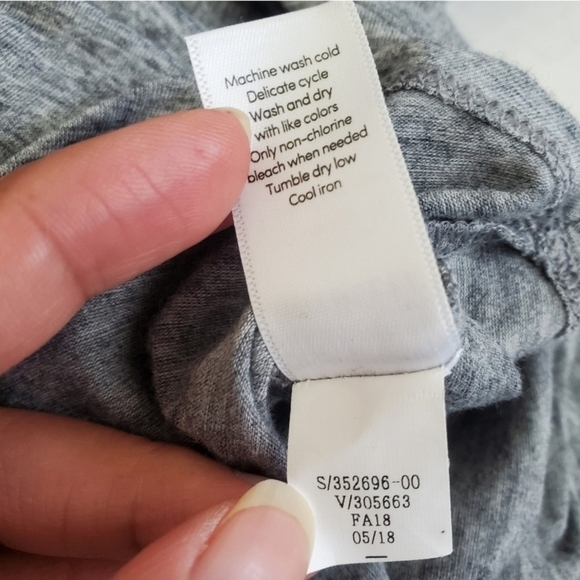 Machine wash cold
Delicate cycle
Wash and dry
with like colors
Only non-chlorine
bleach when needed
Tumble dry low
Cool iron
S/352696-00
V/305663
FA18
05/18